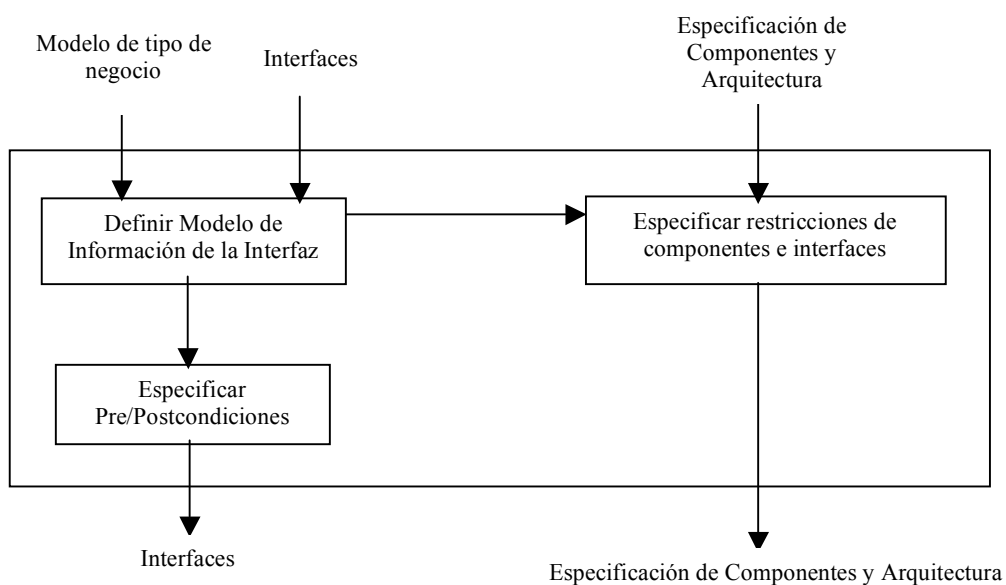 Modelo de tipo de
negocio
Interfaces
Especificación de
Componentes y
Arquitectura
Definir Modelo de
Información de la Interfaz
Especificar restricciones de
componentes e interfaces
Especificar
Pre/Postcondiciones
Interfaces
Especificación de Componentes y Arquitectura